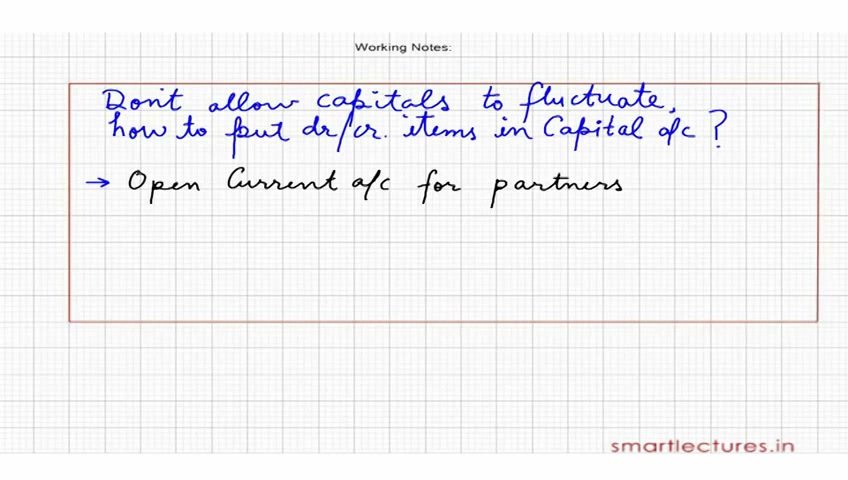 Working Notes:
Don't allow capitals to fluctuate,
how to put dr/cr. items in Capital a/c ?
→ Open Current a/c for partners
smartlectures.in